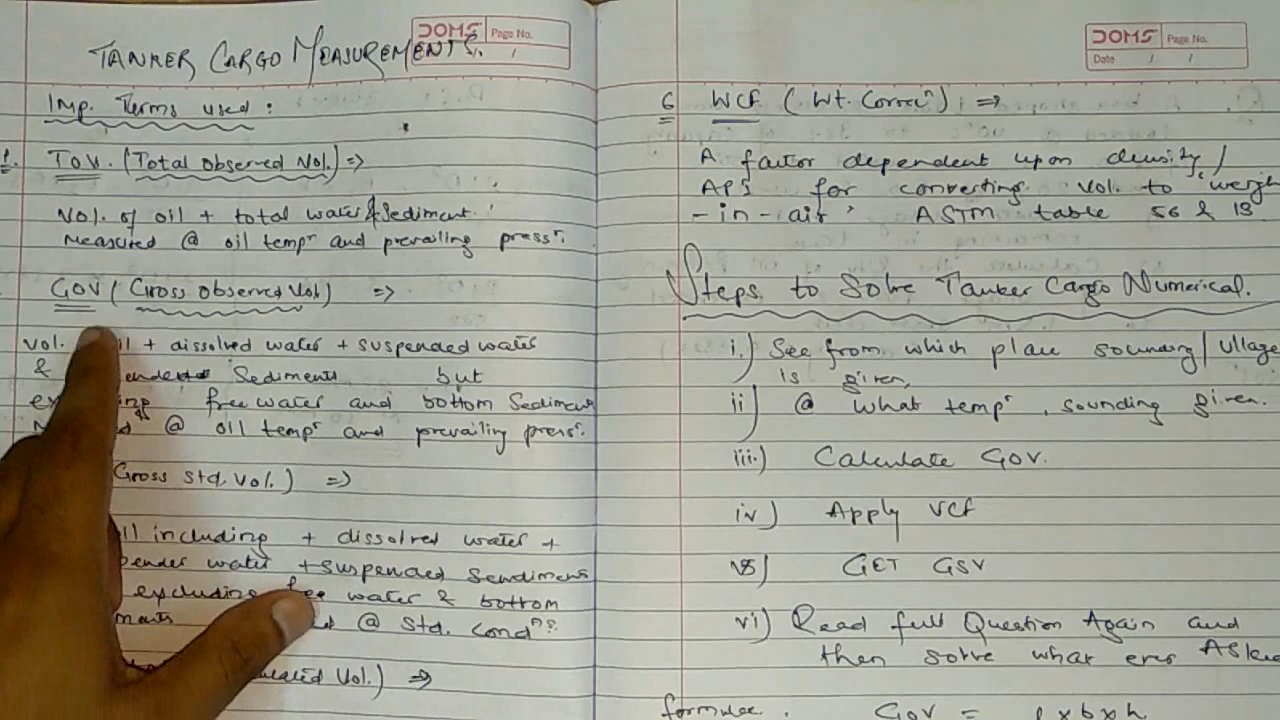 DOMS Page No.
/
TANKER CARGO MEASUREMENTS.
Imp. Terms used :
1. TOV. (Total Observed Vol.) =>
Vol. of oil + total water & Sediment
Measured @ oil tempr and prevailing pressr.
GOV (Gross Observed Vol) =>
vol. + dissolved water + suspended water
& Sediments but
free water and bottom Sediment
@ oil tempr and prevailing pressr.
Gross Std. Vol.) =>
including + dissolved water +
water + suspended Sendiment
excluding free water & bottom
@ Std. Condns.
Vol.) =>
DOMS Page No.
Date / /
6 WCF ( Wt. Corrcn) =>
A factor dependent upon density/
API for converting vol. to 'weigh
-in-air' ASTM table 56 & 13
Steps to Solve Tanker Cargo Numerical.
i.) See from which place sounding/Ullage
is given.
ii) @ what tempr, sounding given.
iii.) Calculate GOV.
iv) Apply VCF
v) GET GSV
vi) Read full Question Again and
then solve what ever Aske
formulae. GOV = l x b x h